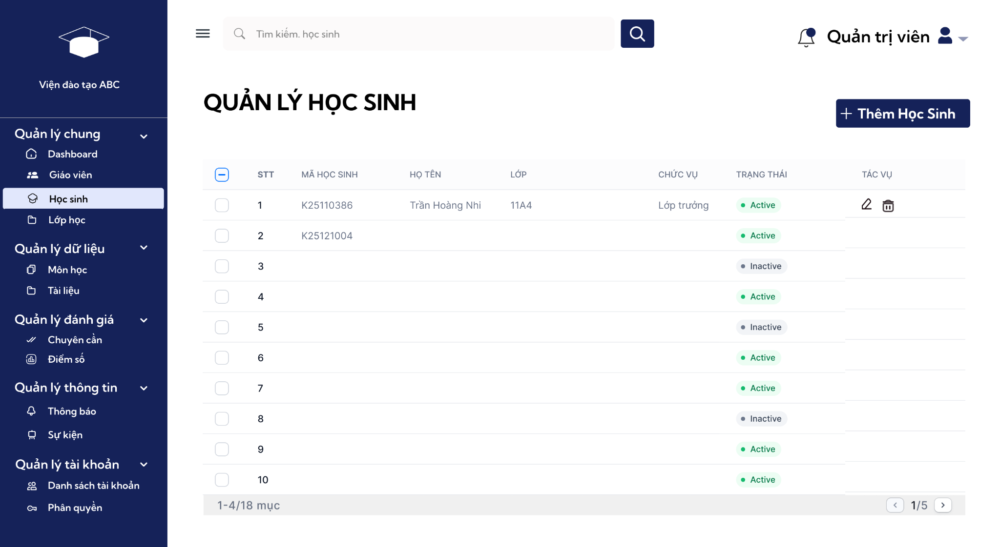 Viện đào tạo ABC
Quản lý chung
Dashboard
Giáo viên
Học sinh
Lớp học
Quản lý dữ liệu
Môn học
Tài liệu
Quản lý đánh giá
Chuyên cần
Điểm số
Quản lý thông tin
Thông báo
Sự kiện
Quản lý tài khoản
Danh sách tài khoản
Phân quyền
Tìm kiếm. học sinh
Quản trị viên
QUẢN LÝ HỌC SINH
Thêm Học Sinh
STT MÃ HỌC SINH HỌ TÊN LỚP CHỨC VỤ TRẠNG THÁI TÁC VỤ
1 K25110386 Trần Hoàng Nhi 11A4 Lớp trưởng Active
2 K25121004 Active
3 Inactive
4 Active
5 Inactive
6 Active
7 Active
8 Inactive
9 Active
10 Active
1-4/18 mục 1/5